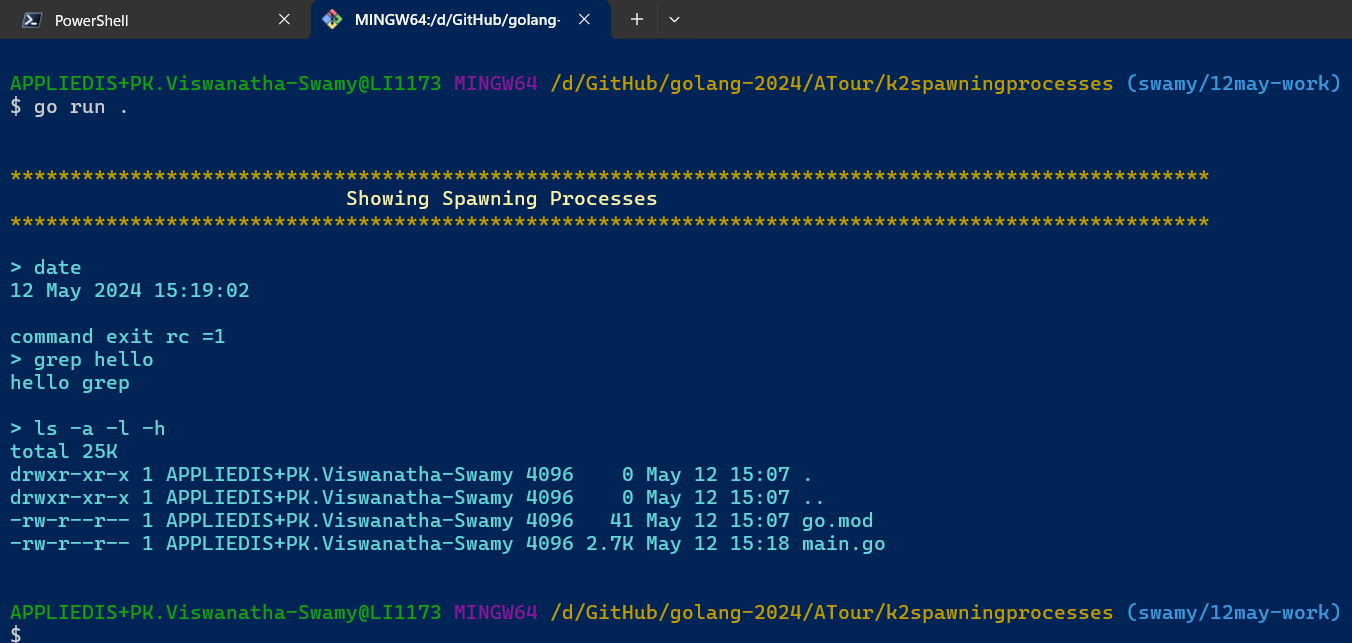 PowerShell
MINGW64:/d/GitHub/golang-
APPLIEDIS+PK.Viswanatha-Swamy@LI1173 MINGW64 /d/GitHub/golang-2024/ATour/k2spawningprocesses (swamy/12may-work)
$ go run .
****************************************************************************************************
Showing Spawning Processes
****************************************************************************************************
> date
12 May 2024 15:19:02
command exit rc =1
> grep hello
hello grep
> ls -a -l -h
total 25K
drwxr-xr-x 1 APPLIEDIS+PK.Viswanatha-Swamy 4096    0 May 12 15:07 .
drwxr-xr-x 1 APPLIEDIS+PK.Viswanatha-Swamy 4096    0 May 12 15:07 ..
-rw-r--r-- 1 APPLIEDIS+PK.Viswanatha-Swamy 4096   41 May 12 15:07 go.mod
-rw-r--r-- 1 APPLIEDIS+PK.Viswanatha-Swamy 4096 2.7K May 12 15:18 main.go
APPLIEDIS+PK.Viswanatha-Swamy@LI1173 MINGW64 /d/GitHub/golang-2024/ATour/k2spawningprocesses (swamy/12may-work)
$